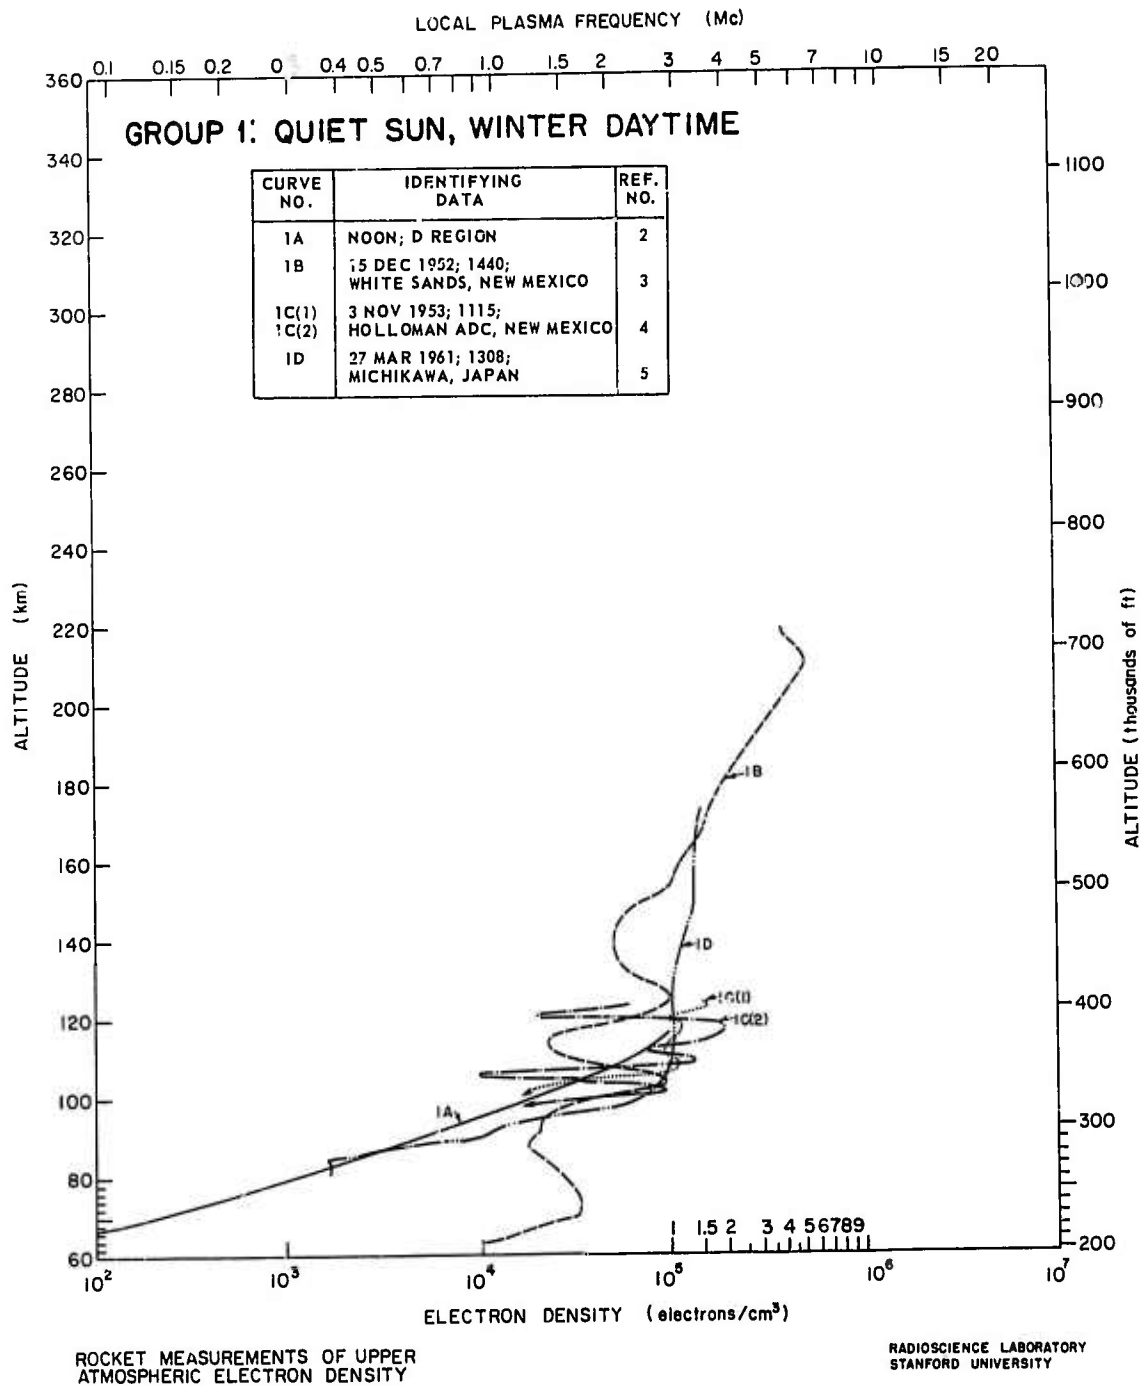 LOCAL PLASMA FREQUENCY (Mc)
0.1 0.15 0.2 0.4 0.5 0.7 1.0 1.5 2 3 4 5 7 10 15 20
GROUP 1: QUIET SUN, WINTER DAYTIME
CURVE NO. IDENTIFYING DATA REF. NO.
1A NOON; D REGION 2
1B 15 DEC 1952; 1440;
WHITE SANDS, NEW MEXICO 3
1C(1) 3 NOV 1953; 1115;
1C(2) HOLLOMAN ADC, NEW MEXICO 4
1D 27 MAR 1961; 1308;
MICHIKAWA, JAPAN 5
360
340
320
300
280
260
240
220
200
180
160
140
120
100
80
60
ALTITUDE (km)
1100
1000
900
800
700
600
500
400
300
200
ALTITUDE (thousands of ft)
1B
1D
1C(1)
1C(2)
1A
1 1.5 2 3 4 5 6 7 8 9
10² 10³ 10⁴ 10⁵ 10⁶ 10⁷
ELECTRON DENSITY (electrons/cm³)
ROCKET MEASUREMENTS OF UPPER
ATMOSPHERIC ELECTRON DENSITY
RADIOSCIENCE LABORATORY
STANFORD UNIVERSITY